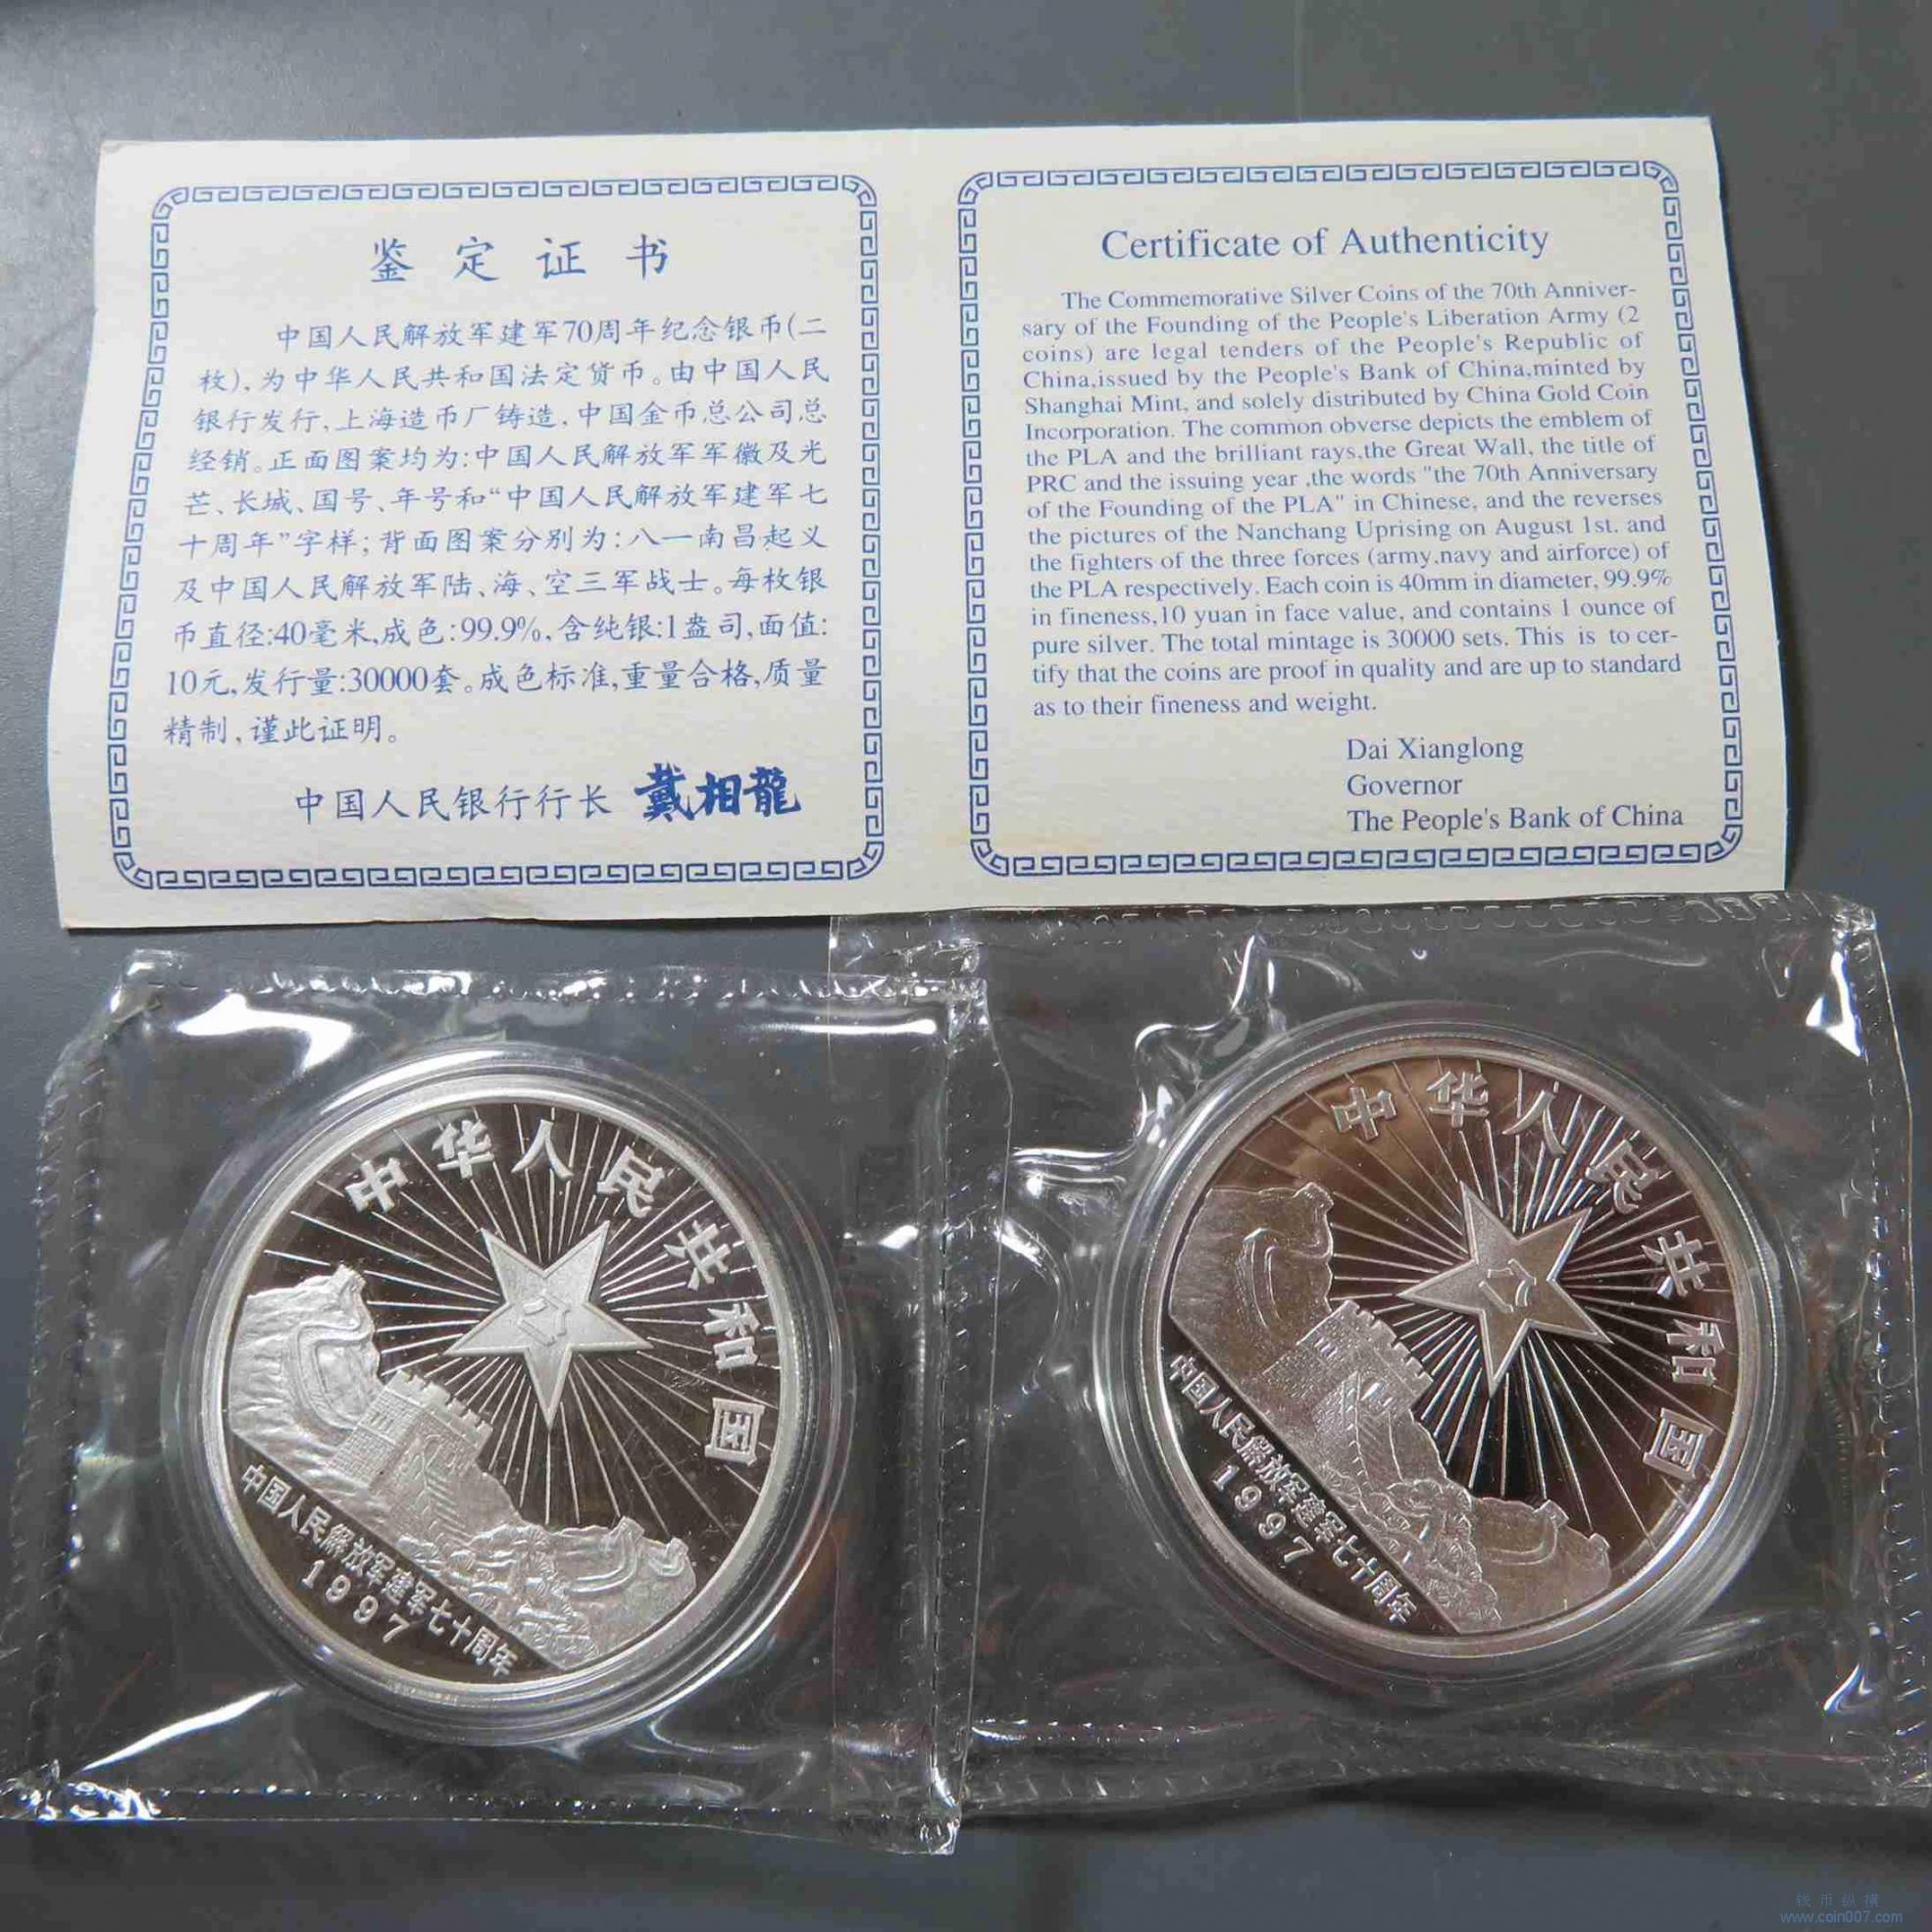 鉴定证书
中国人民解放军建军70周年纪念银币(二
枚),为中华人民共和国法定货币。由中国人民
银行发行,上海造币厂铸造,中国金币总公司总
经销。正面图案均为:中国人民解放军军徽及光
芒、长城、国号、年号和“中国人民解放军建军七
十周年”字样;背面图案分别为:八一南昌起义
及中国人民解放军陆、海、空三军战士。每枚银
币直径:40毫米,成色:99.9%,含纯银:1盎司,面值:
10元,发行量:30000套。成色标准,重量合格,质量
精制,谨此证明。
中国人民银行行长 戴相龍
Certificate of Authenticity
The Commemorative Silver Coins of the 70th Anniver-
sary of the Founding of the People's Liberation Army (2
coins) are legal tenders of the People's Republic of
China,issued by the People's Bank of China,minted by
Shanghai Mint, and solely distributed by China Gold Coin
Incorporation. The common obverse depicts the emblem of
the PLA and the brilliant rays,the Great Wall, the title of
PRC and the issuing year ,the words "the 70th Anniversary
of the Founding of the PLA" in Chinese, and the reverses
the pictures of the Nanchang Uprising on August 1st. and
the fighters of the three forces (army,navy and airforce) of
the PLA respectively. Each coin is 40mm in diameter, 99.9%
in fineness,10 yuan in face value, and contains 1 ounce of
pure silver. The total mintage is 30000 sets. This is to cer-
tify that the coins are proof in quality and are up to standard
as to their fineness and weight.
Dai Xianglong
Governor
The People's Bank of China
中华人民共和国
八一
中国人民解放军建军七十周年
1997
中华人民共和国
八一
中国人民解放军建军七十周年
1997
钱币纵横
www.coin007.com